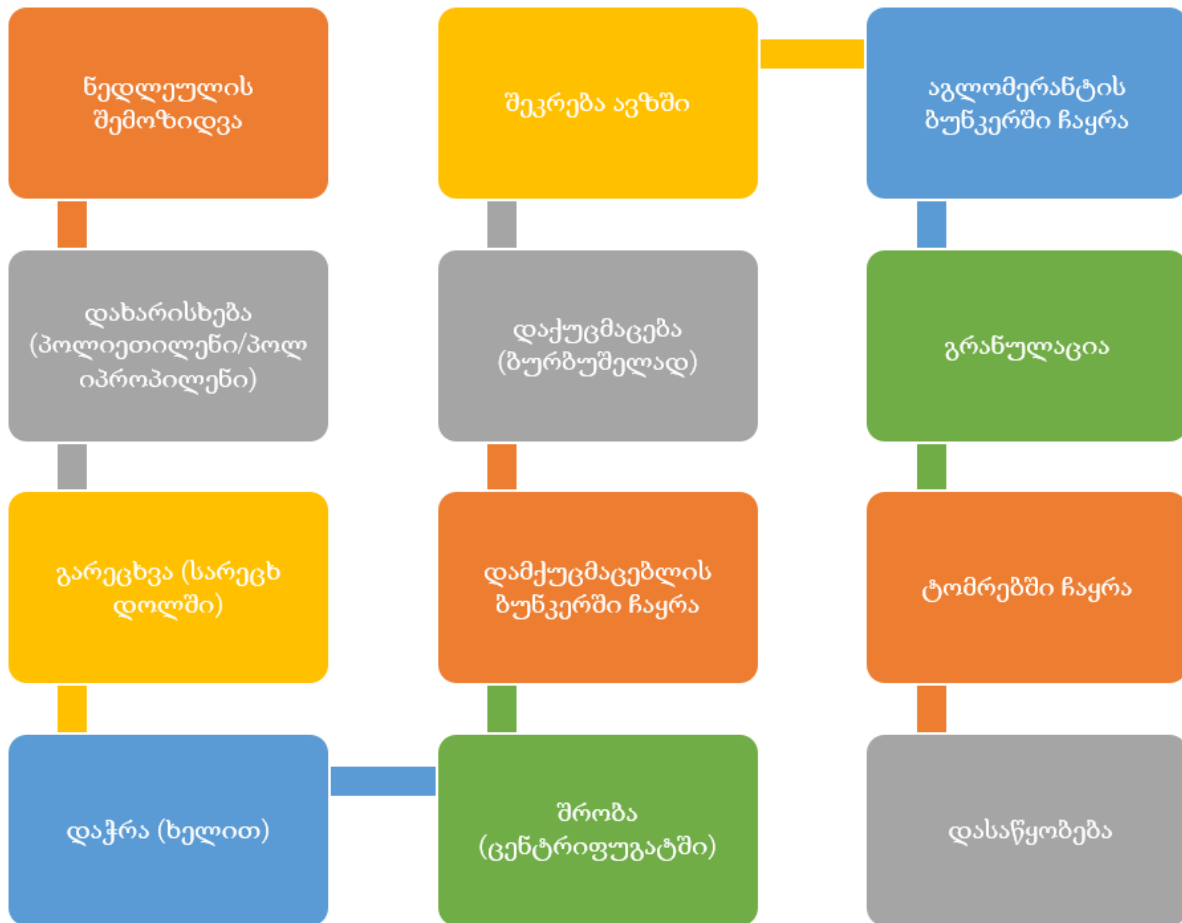 ნედლეულის
შემოზიდვა
დახარისხება
(პოლიეთილენი/პოლ
იპროპილენი)
გარეცხვა (სარეცხ
დოლში)
დაჭრა (ხელით)
შრობა
(ცენტრიფუგატში)
დამქუცმაცებლის
ბუნკერში ჩაყრა
დაქუცმაცება
(ბურბუშელად)
შეკრება ავზში
აგლომერანტის
ბუნკერში ჩაყრა
გრანულაცია
ტომრებში ჩაყრა
დასაწყობება